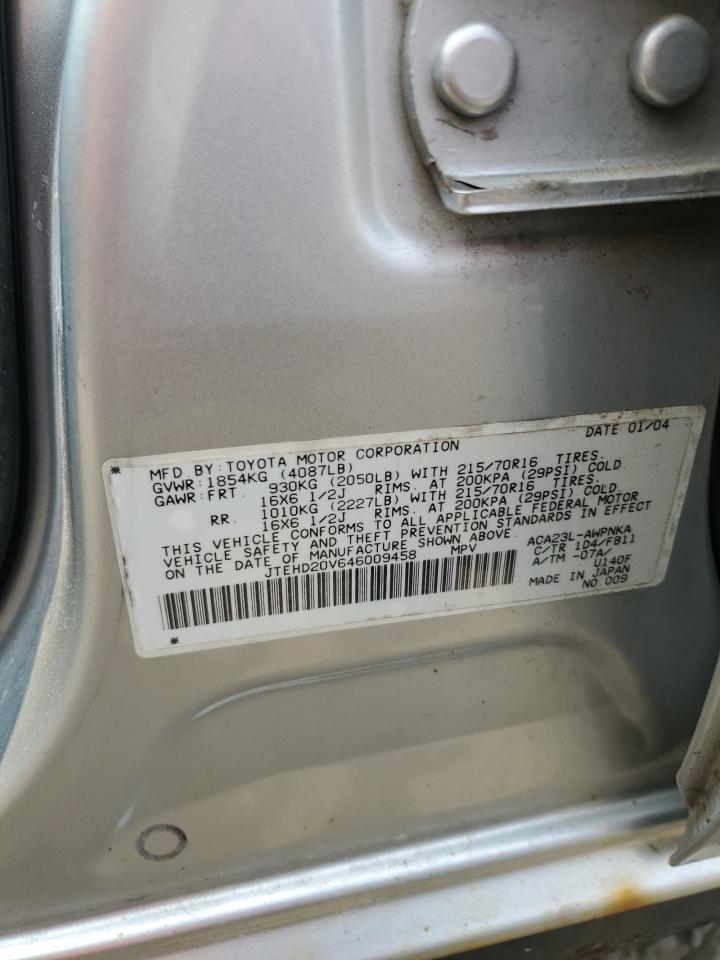 DATE 01/04
MFD BY: TOYOTA MOTOR CORPORATION
GVWR: 1854KG (4087LB)
GAWR: FRT. 930KG (2050LB) WITH 215/70R16 TIRES.
16X6 1/2J RIMS. AT 200KPA (29PSI) COLD
RR. 1010KG (2227LB) WITH 215/70R16 TIRES.
16X6 1/2J RIMS. AT 200KPA (29PSI) COLD
THIS VEHICLE CONFORMS TO ALL APPLICABLE FEDERAL MOTOR
VEHICLE SAFETY AND THEFT PREVENTION STANDARDS IN EFFECT
ON THE DATE OF MANUFACTURE SHOWN ABOVE.
JTEHD20V646009458 MPV
ACA23L-AWPNKA
C/TR 1D4/FB11
A/TM -07A/
U140F
MADE IN JAPAN
NO.009